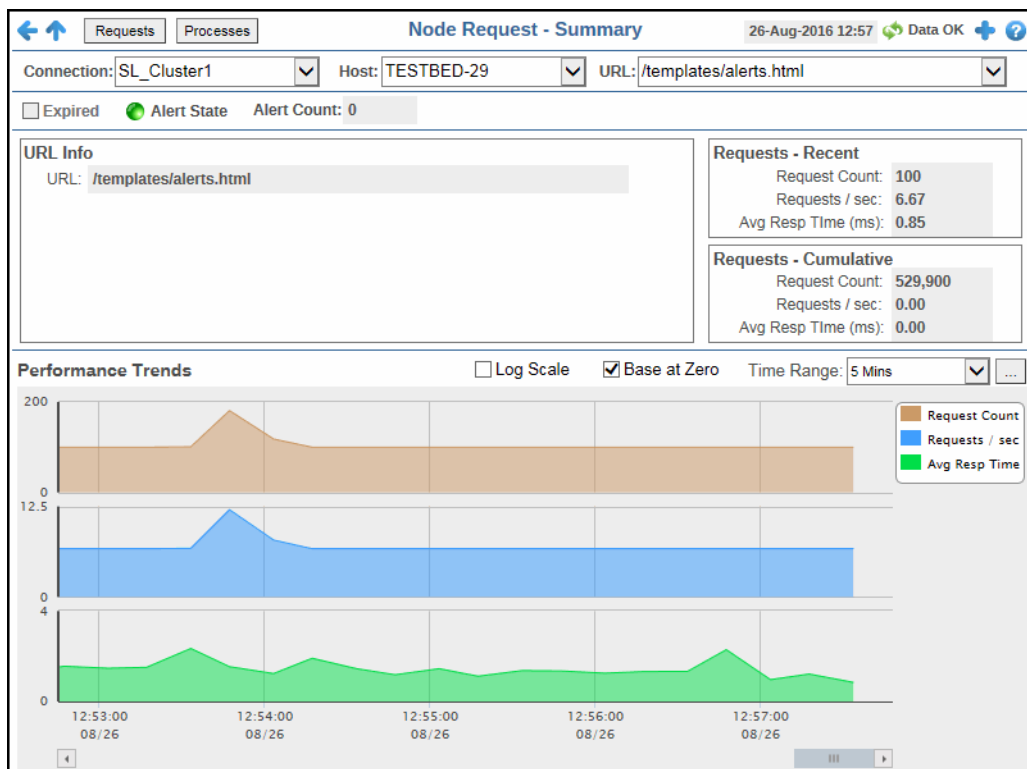 Requests Processes Node Request - Summary 26-Aug-2016 12:57 Data OK
Connection: SL_Cluster1 Host: TESTBED-29 URL: /templates/alerts.html
Expired Alert State Alert Count: 0
URL Info
URL: /templates/alerts.html
Requests - Recent
Request Count: 100
Requests / sec: 6.67
Avg Resp TIme (ms): 0.85
Requests - Cumulative
Request Count: 529,900
Requests / sec: 0.00
Avg Resp TIme (ms): 0.00
Performance Trends Log Scale Base at Zero Time Range: 5 Mins ...
200
0
12.5
0
4
0
Request Count
Requests / sec
Avg Resp Time
12:53:00 12:54:00 12:55:00 12:56:00 12:57:00
08/26 08/26 08/26 08/26 08/26